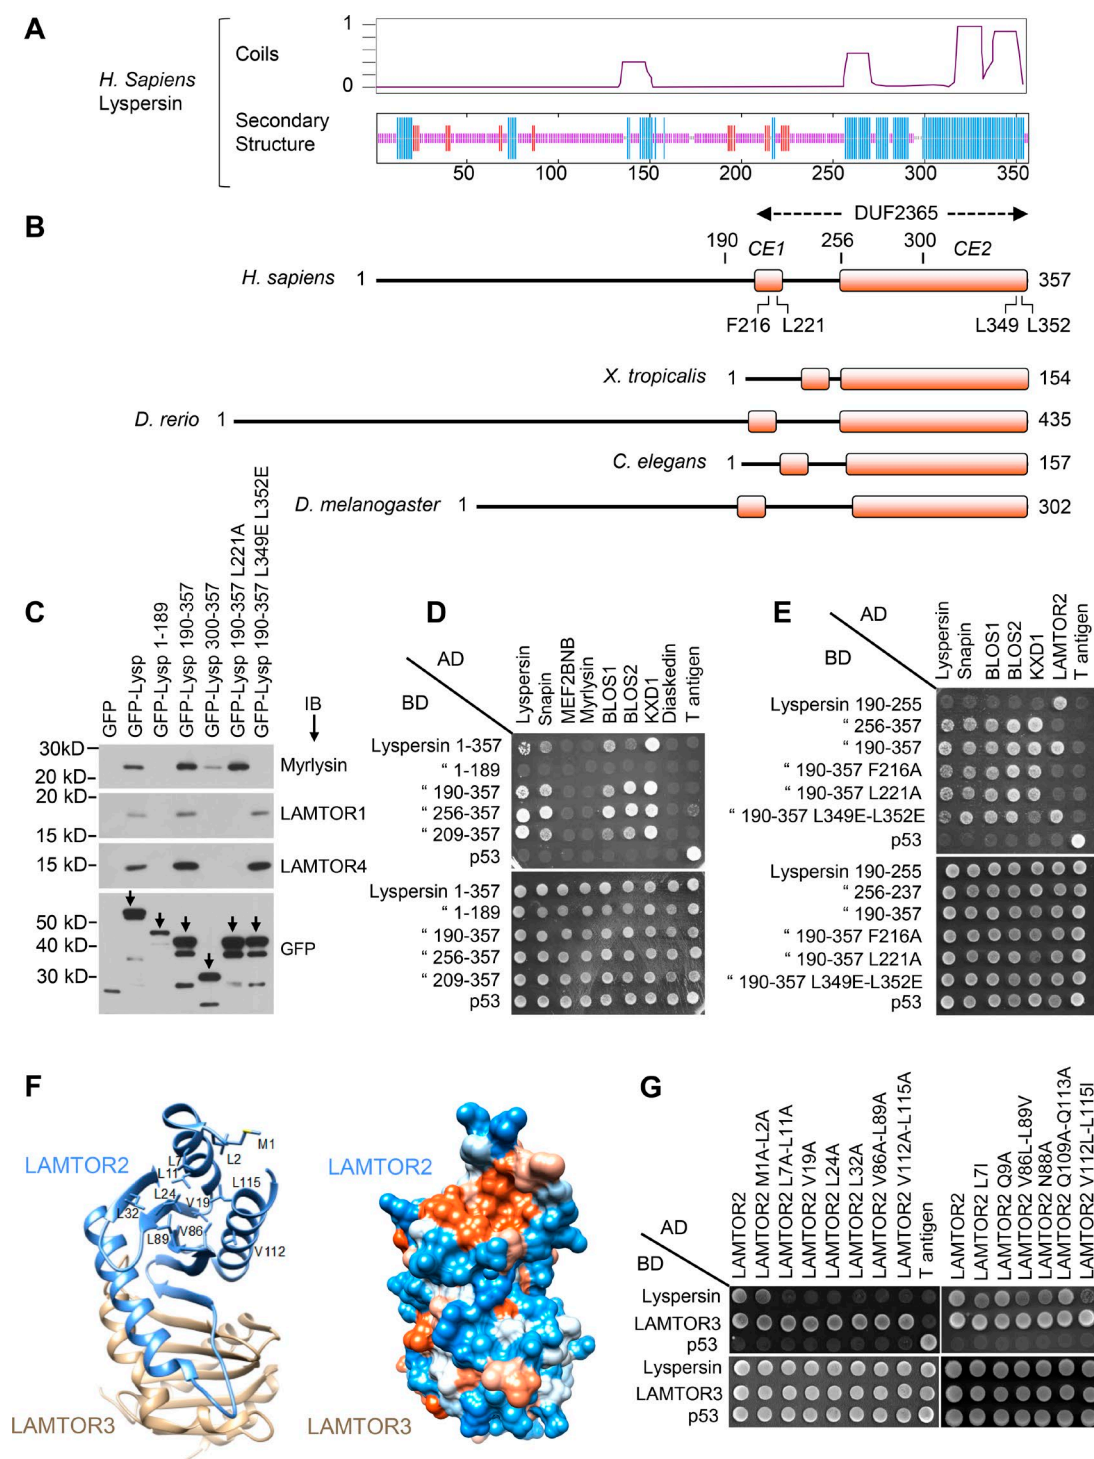 A
H. Sapiens
Lyspersin
Coils
1
0
Secondary
Structure
50 100 150 200 250 300 350
B
DUF2365
190 CE1 256 300 CE2
H. sapiens 1 357
F216 L221 L349 L352
X. tropicalis 1 154
D. rerio 1 435
C. elegans 1 157
D. melanogaster 1 302
C
GFP
GFP-Lysp
GFP-Lysp 1-189
GFP-Lysp 190-357
GFP-Lysp 300-357
GFP-Lysp 190-357 L221A
GFP-Lysp 190-357 L349E L352E
IB
30kD
20 kD
Myrlysin
20 kD
15 kD
LAMTOR1
15 kD
LAMTOR4
50 kD
40 kD
30 kD
GFP
D
AD
BD
Lyspersin
Snapin
MEF2BNB
Myrlysin
BLOS1
BLOS2
KXD1
Diaskedin
T antigen
Lyspersin 1-357
“ 1-189
“ 190-357
“ 256-357
“ 209-357
p53
Lyspersin 1-357
“ 1-189
“ 190-357
“ 256-357
“ 209-357
p53
E
AD
BD
Lyspersin
Snapin
BLOS1
BLOS2
KXD1
LAMTOR2
T antigen
Lyspersin 190-255
“ 256-357
“ 190-357
“ 190-357 F216A
“ 190-357 L221A
“ 190-357 L349E-L352E
p53
Lyspersin 190-255
“ 256-237
“ 190-357
“ 190-357 F216A
“ 190-357 L221A
“ 190-357 L349E-L352E
p53
F
LAMTOR2
M1
L2
L7
L11
L24
V19
L115
L32
L89
V86
V112
LAMTOR3
LAMTOR2
LAMTOR3
G
AD
BD
LAMTOR2
LAMTOR2 M1A-L2A
LAMTOR2 L7A-L11A
LAMTOR2 V19A
LAMTOR2 L24A
LAMTOR2 L32A
LAMTOR2 V86A-L89A
LAMTOR2 V112A-L115A
T antigen
LAMTOR2
LAMTOR2 L7I
LAMTOR2 Q9A
LAMTOR2 V86L-L89V
LAMTOR2 N88A
LAMTOR2 Q109A-Q113A
LAMTOR2 V112L-L115I
Lyspersin
LAMTOR3
p53
Lyspersin
LAMTOR3
p53